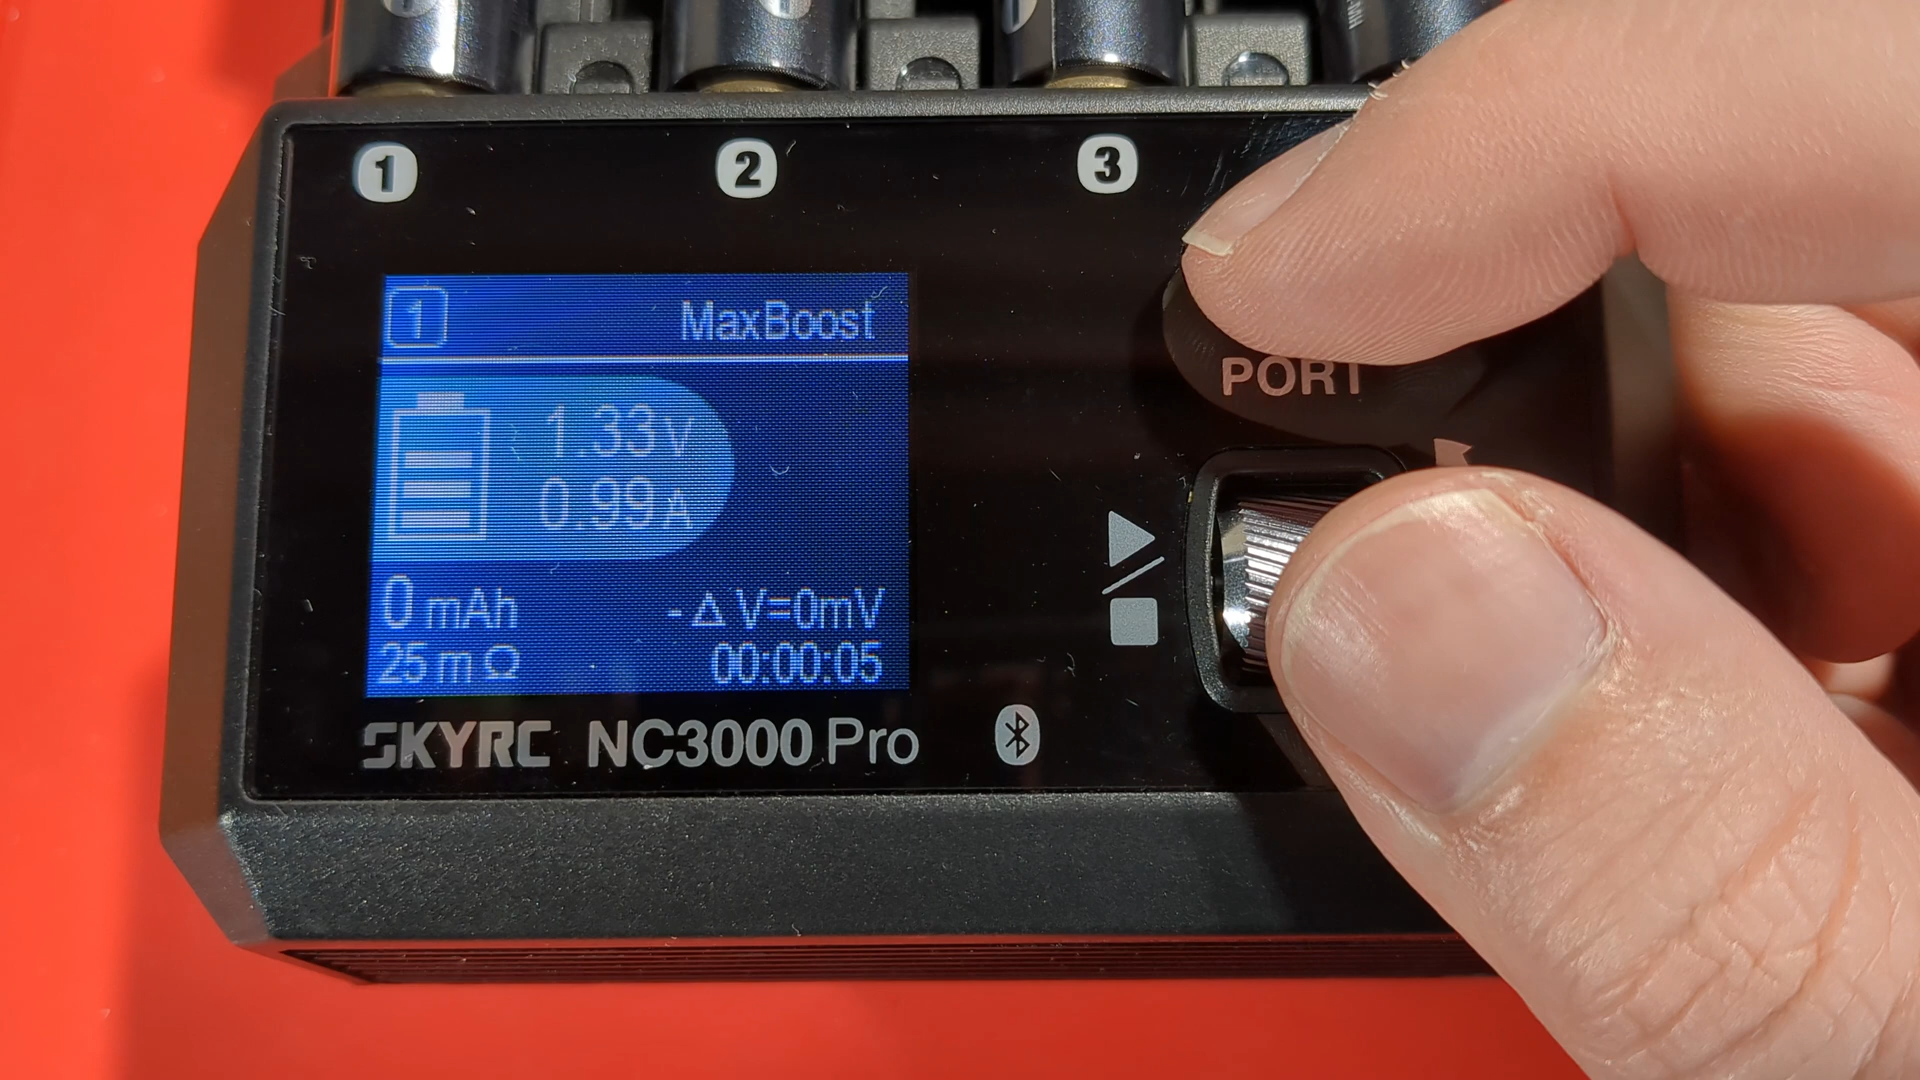 1 2 3
1 MaxBoost
1.33V
0.99A
0 mAh -Δ V=0mV
25 mΩ 00:00:05
PORT
SKYRC NC3000 Pro